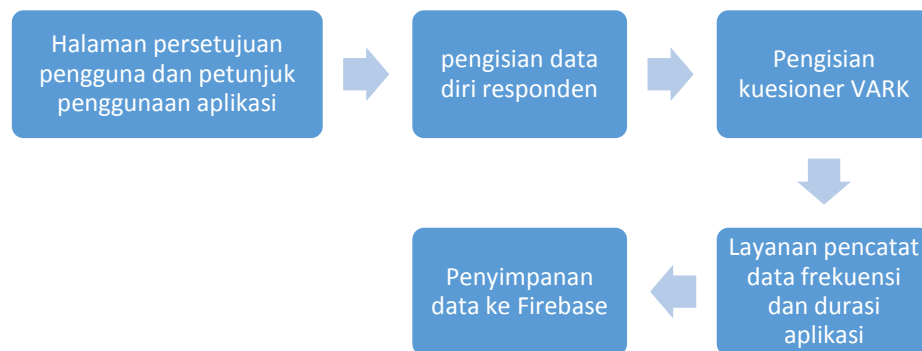 Halaman persetujuan
pengguna dan petunjuk
penggunaan aplikasi
pengisian data
diri responden
Pengisian
kuesioner VARK
Layanan pencatat
data frekuensi
dan durasi
aplikasi
Penyimpanan
data ke Firebase